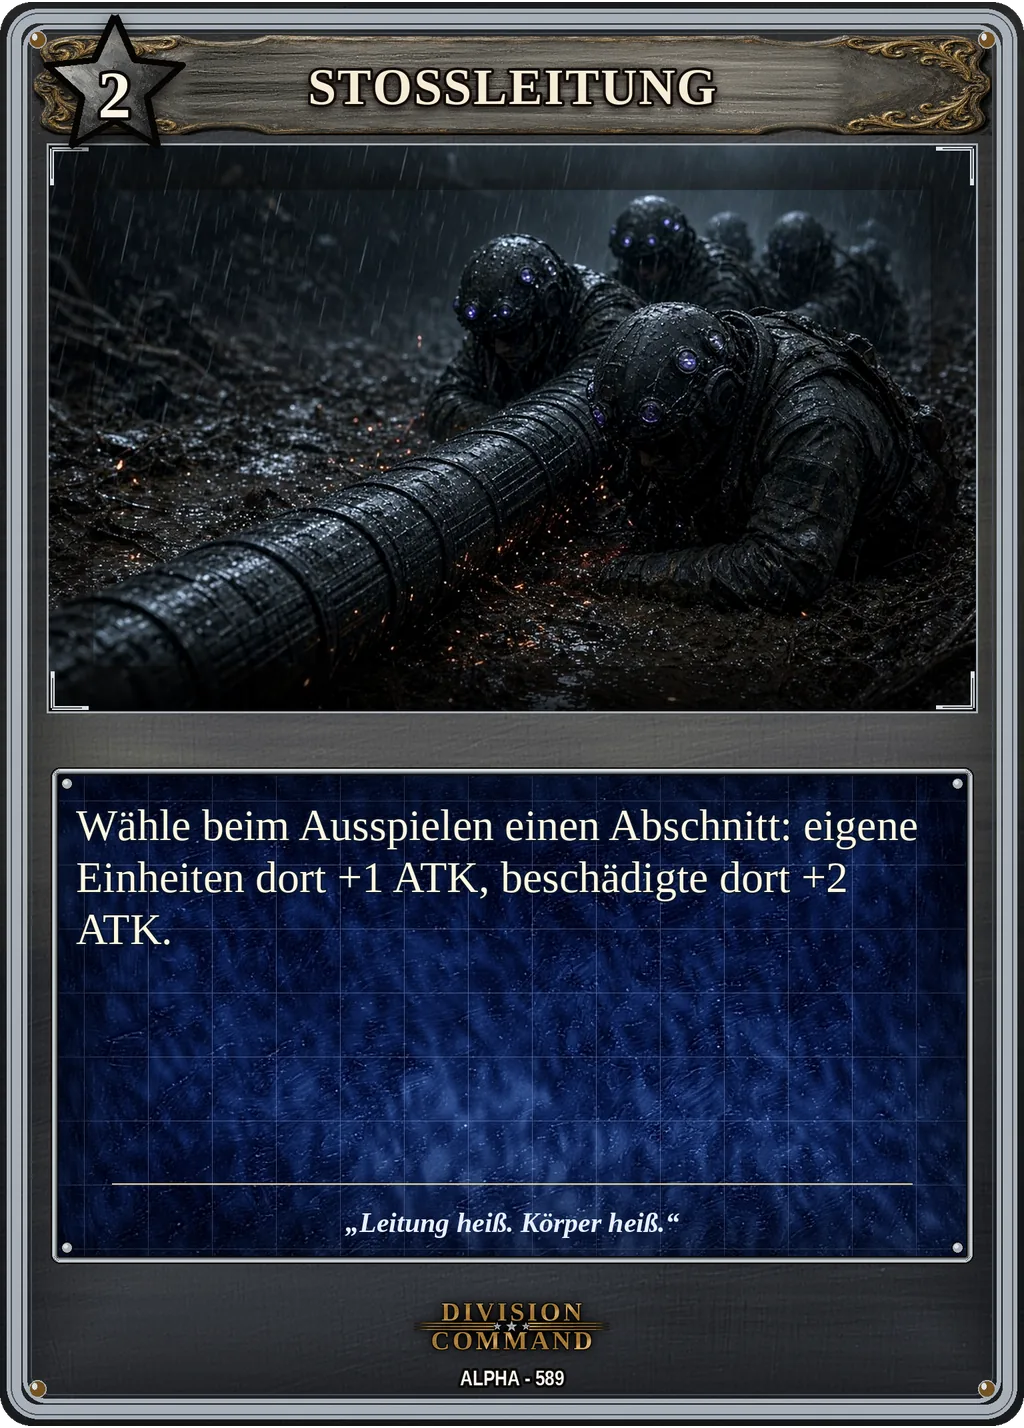 2
STOSSLEITUNG
Wähle beim Ausspielen einen Abschnitt: eigene
Einheiten dort +1 ATK, beschädigte dort +2
ATK.
„Leitung heiß. Körper heiß.“
DIVISION
COMMAND
ALPHA - 589